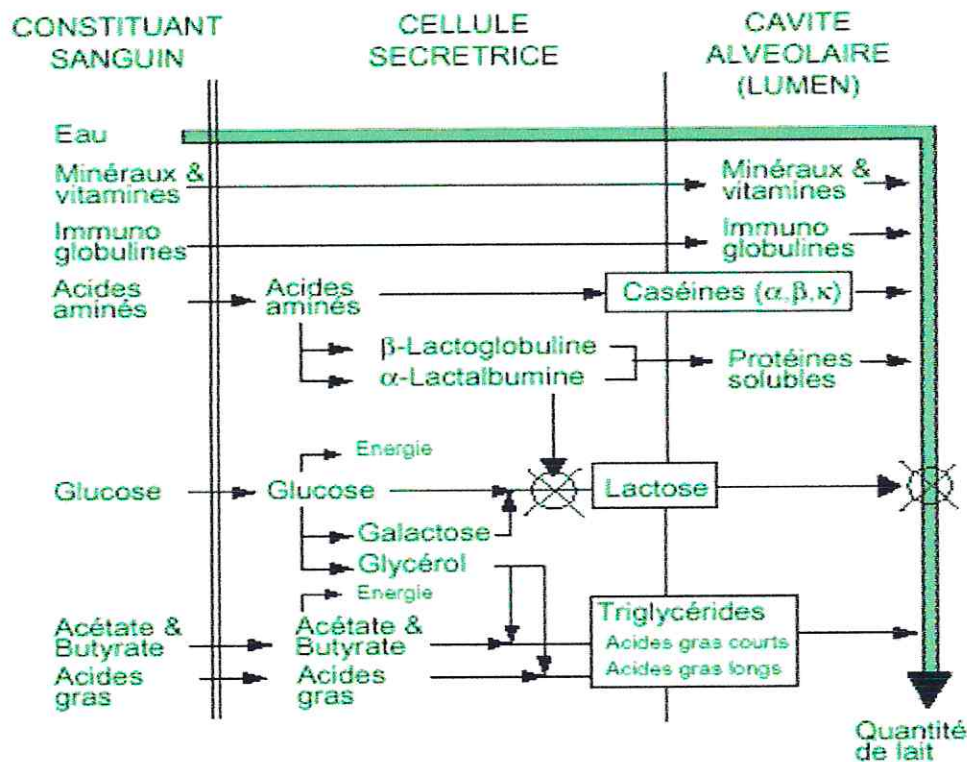 CONSTITUANT
SANGUIN
CELLULE
SECRETRICE
CAVITE
ALVEOLAIRE
(LUMEN)
Eau
Minéraux &
vitamines
Minéraux &
vitamines
Immuno
globulines
Immuno
globulines
Acides
aminés
Acides
aminés
Caséines (α,β,κ)
β-Lactoglobuline
α-Lactalbumine
Protéines
solubles
Energie
Glucose
Glucose
Lactose
Galactose
Glycérol
Energie
Acétate &
Butyrate
Acétate &
Butyrate
Acides
gras
Acides
gras
Triglycérides
Acides gras courts
Acides gras longs
Quantité
de lait